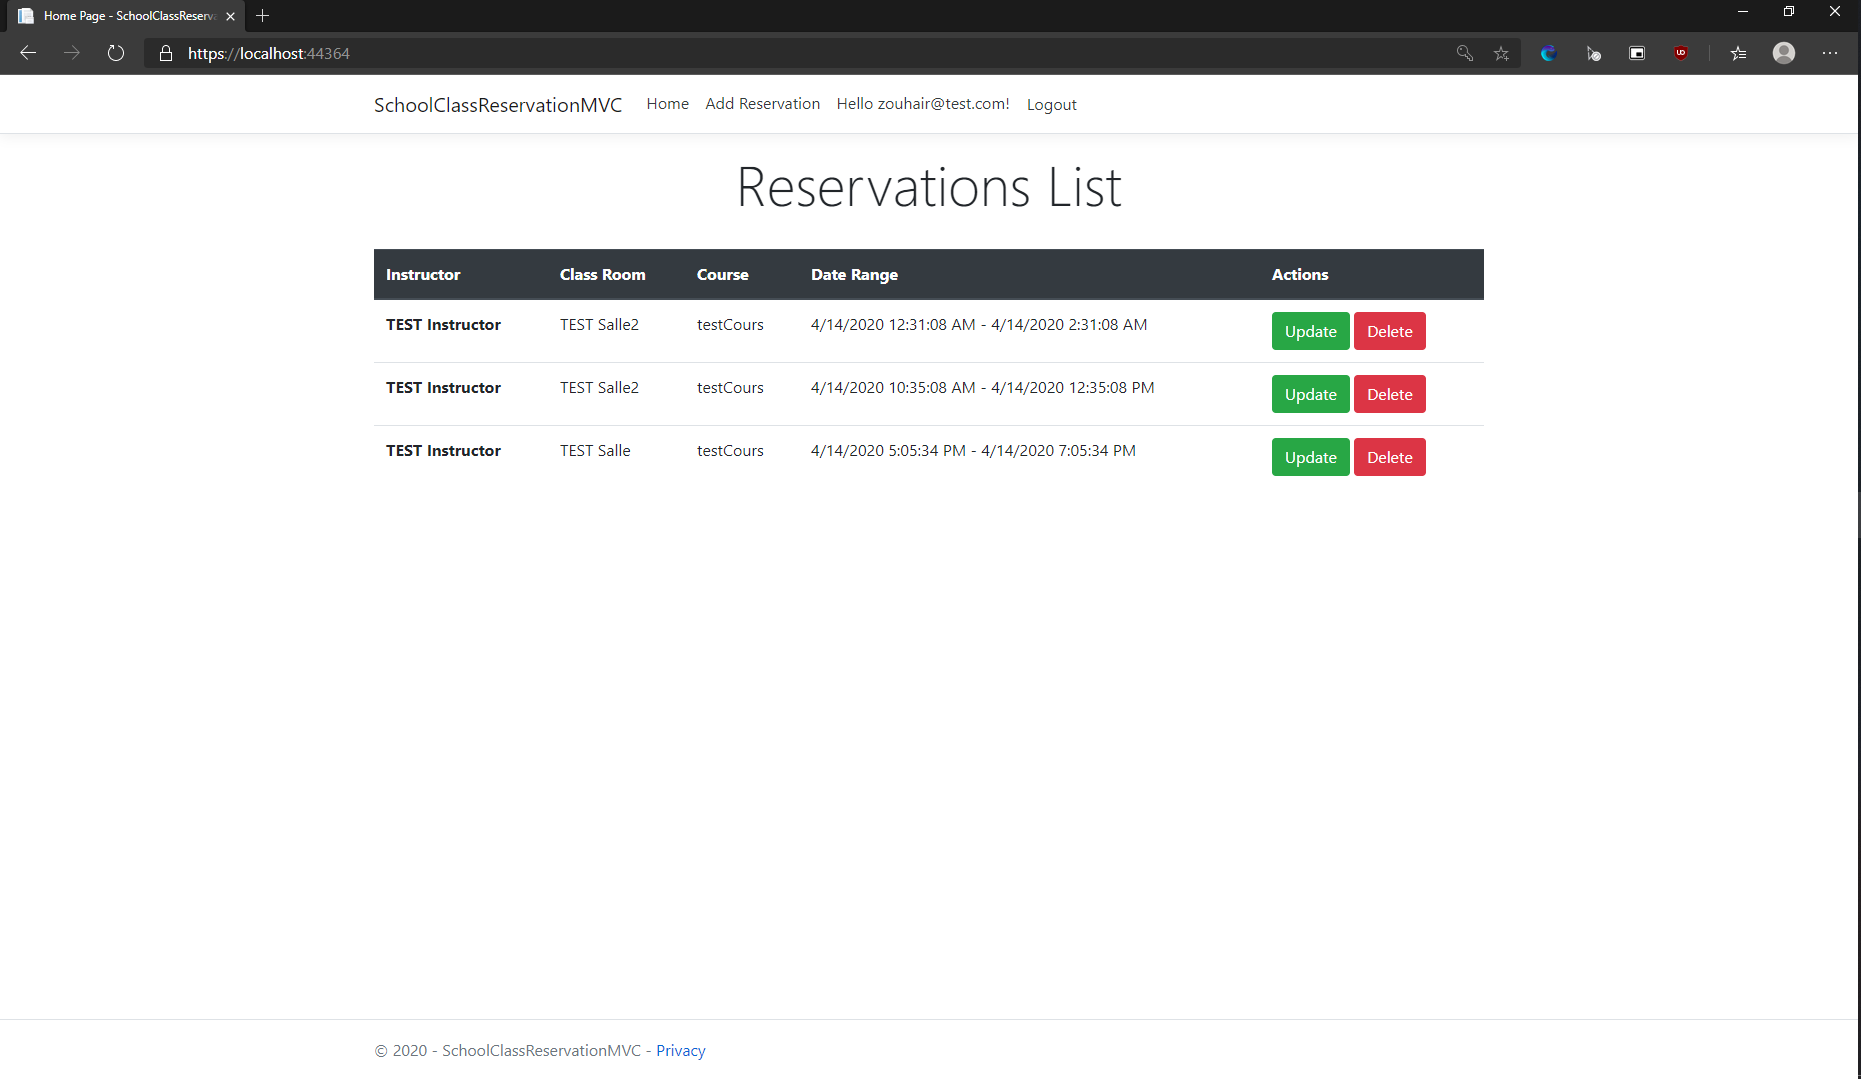 Home Page - SchoolClassReserva
https://localhost:44364
SchoolClassReservationMVC Home Add Reservation Hello zouhair@test.com! Logout
Reservations List
Instructor Class Room Course Date Range Actions
TEST Instructor TEST Salle2 testCours 4/14/2020 12:31:08 AM - 4/14/2020 2:31:08 AM Update Delete
TEST Instructor TEST Salle2 testCours 4/14/2020 10:35:08 AM - 4/14/2020 12:35:08 PM Update Delete
TEST Instructor TEST Salle testCours 4/14/2020 5:05:34 PM - 4/14/2020 7:05:34 PM Update Delete
© 2020 - SchoolClassReservationMVC - Privacy